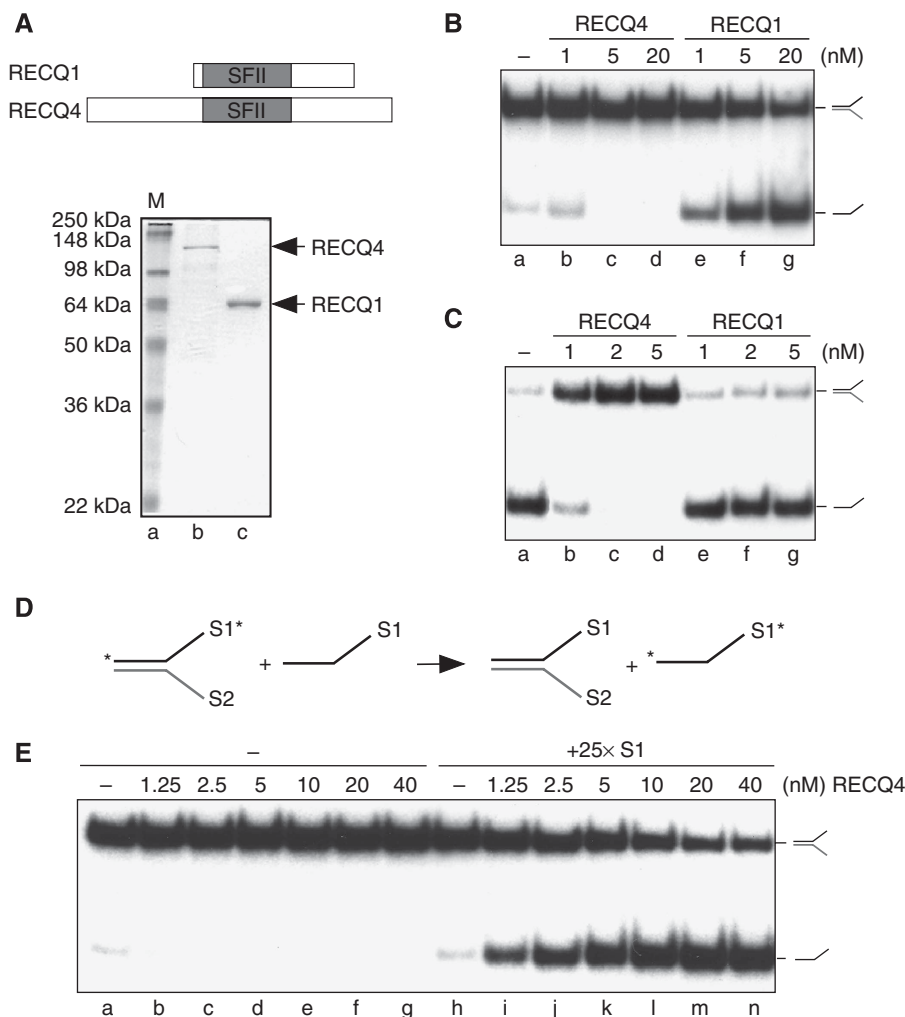 A
RECQ1
SFII
RECQ4
SFII
M
250 kDa
148 kDa
98 kDa
64 kDa
50 kDa
36 kDa
22 kDa
RECQ4
RECQ1
a b c
B
RECQ4 RECQ1
– 1 5 20 1 5 20 (nM)
a b c d e f g
C
RECQ4 RECQ1
– 1 2 5 1 2 5 (nM)
a b c d e f g
D
* S1* + S1 S1 + * S1*
S2 S2
E
– +25× S1
– 1.25 2.5 5 10 20 40 – 1.25 2.5 5 10 20 40 (nM) RECQ4
a b c d e f g h i j k l m n